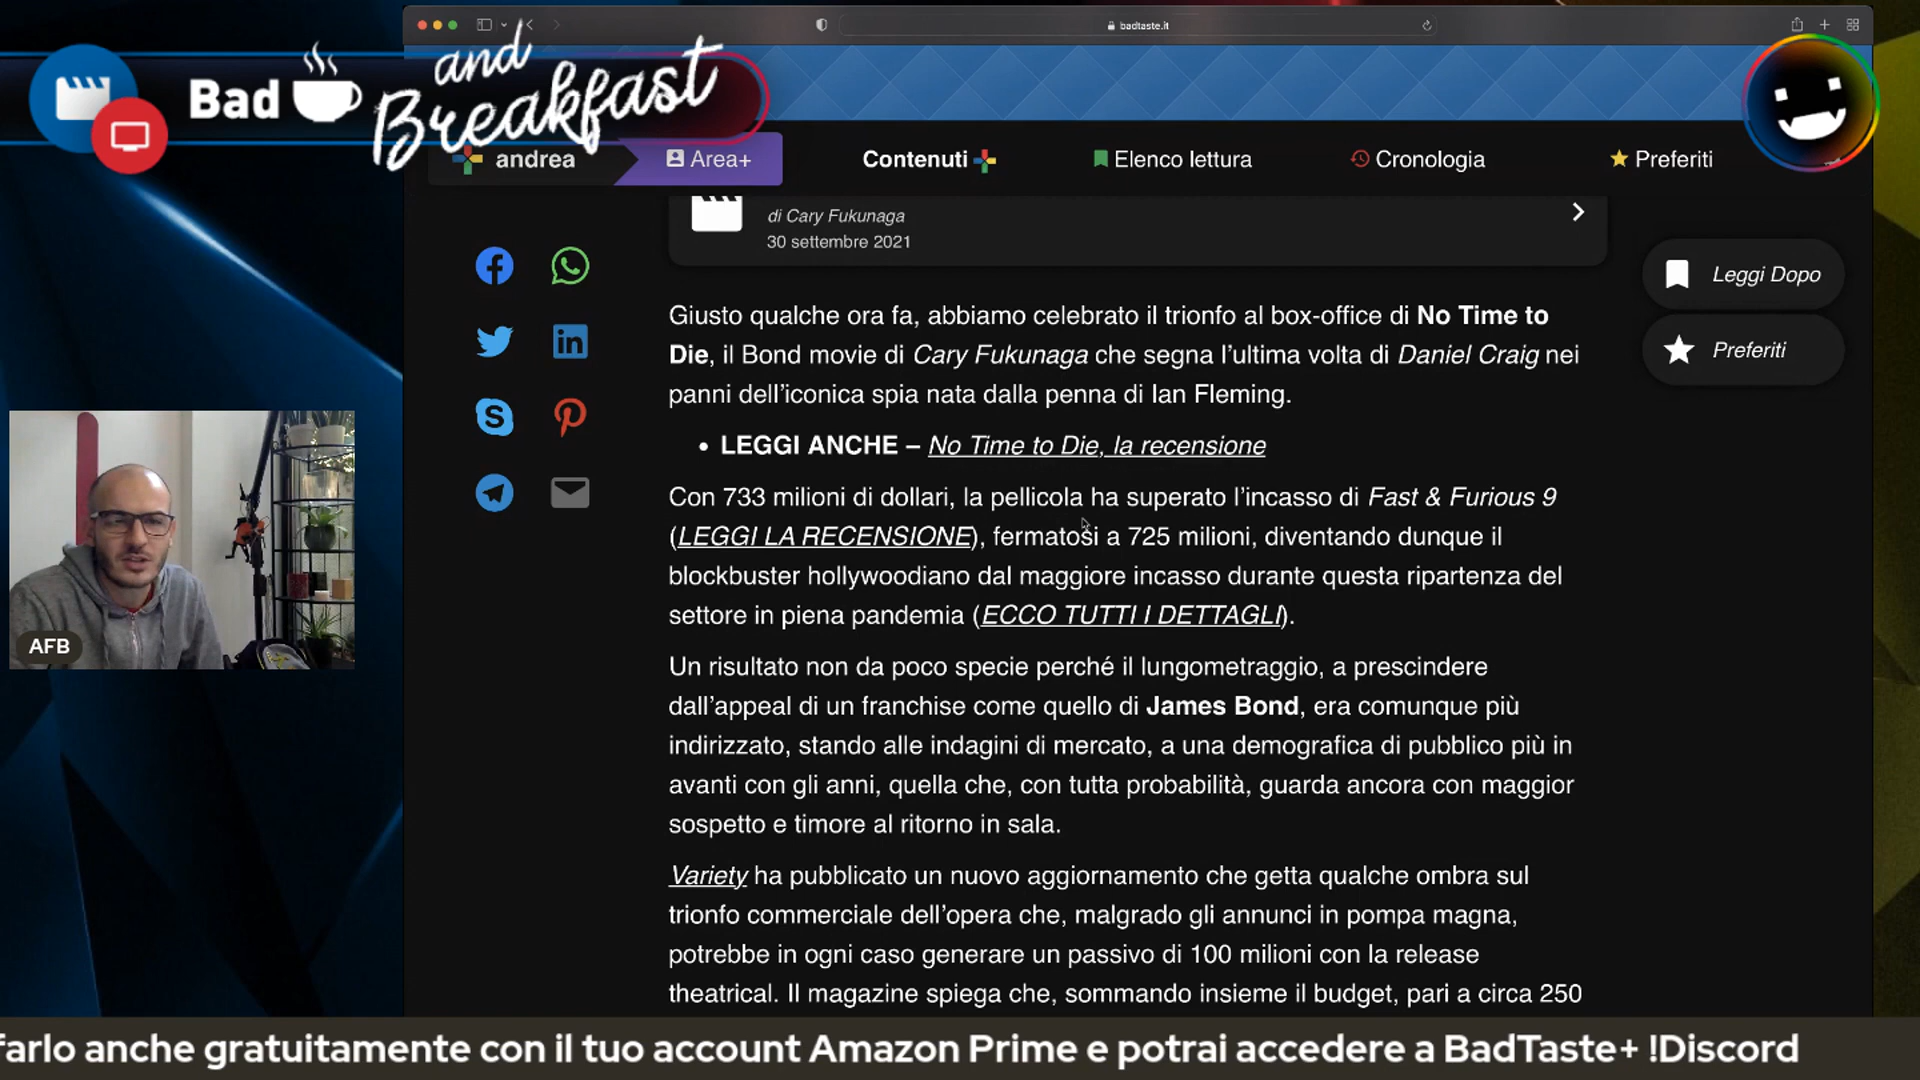 badtaste.it
Bad and Breakfast
andrea
Area+
Contenuti
Elenco lettura
Cronologia
Preferiti
di Cary Fukunaga
30 settembre 2021
Leggi Dopo
Preferiti
Giusto qualche ora fa, abbiamo celebrato il trionfo al box-office di No Time to
Die, il Bond movie di Cary Fukunaga che segna l'ultima volta di Daniel Craig nei
panni dell'iconica spia nata dalla penna di Ian Fleming.
• LEGGI ANCHE – No Time to Die, la recensione
Con 733 milioni di dollari, la pellicola ha superato l'incasso di Fast & Furious 9
(LEGGI LA RECENSIONE), fermatosi a 725 milioni, diventando dunque il
blockbuster hollywoodiano dal maggiore incasso durante questa ripartenza del
settore in piena pandemia (ECCO TUTTI I DETTAGLI).
Un risultato non da poco specie perché il lungometraggio, a prescindere
dall'appeal di un franchise come quello di James Bond, era comunque più
indirizzato, stando alle indagini di mercato, a una demografica di pubblico più in
avanti con gli anni, quella che, con tutta probabilità, guarda ancora con maggior
sospetto e timore al ritorno in sala.
Variety ha pubblicato un nuovo aggiornamento che getta qualche ombra sul
trionfo commerciale dell'opera che, malgrado gli annunci in pompa magna,
potrebbe in ogni caso generare un passivo di 100 milioni con la release
theatrical. Il magazine spiega che, sommando insieme il budget, pari a circa 250
AFB
farlo anche gratuitamente con il tuo account Amazon Prime e potrai accedere a BadTaste+ !Discord